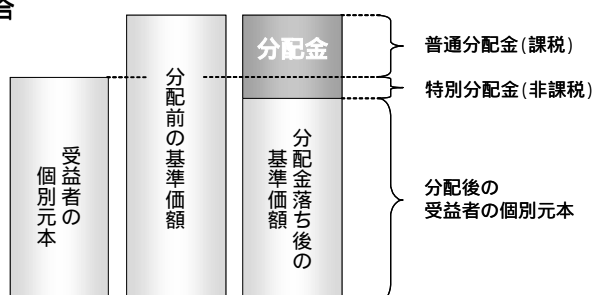 合
受益者の
個別元本
分配前の基準価額
分配金
分配金落ち後の
基準価額
普通分配金(課税)
特別分配金(非課税)
分配後の
受益者の個別元本